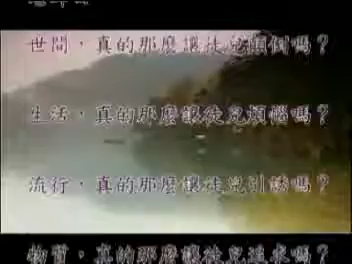 世間，真的那麼讓徒兒顛倒嗎？
生活，真的那麼讓徒兒煩惱嗎？
流行，真的那麼讓徒兒引誘嗎？
物質，真的那麼讓徒兒追求嗎？